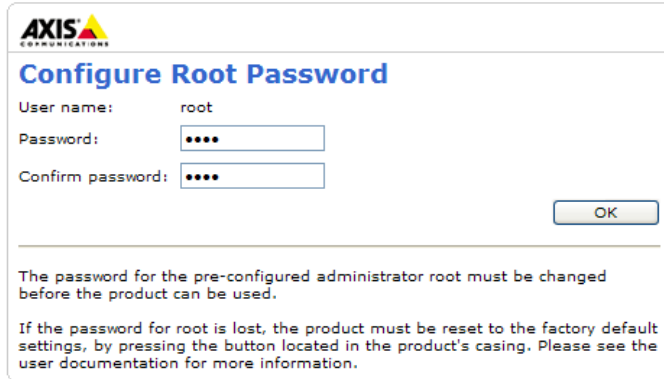 AXIS
COMMUNICATIONS
Configure Root Password
User name: root
Password: ••••
Confirm password: ••••
OK
The password for the pre-configured administrator root must be changed
before the product can be used.
If the password for root is lost, the product must be reset to the factory default
settings, by pressing the button located in the product's casing. Please see the
user documentation for more information.